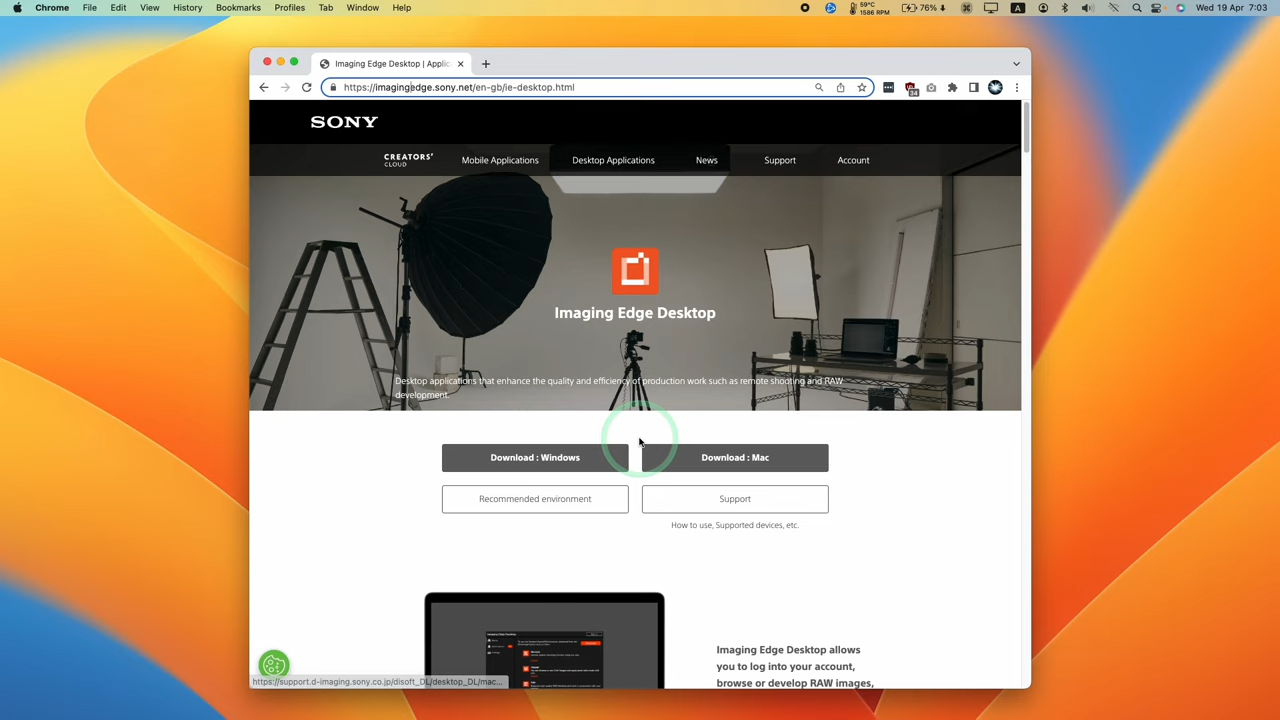 Chrome File Edit View History Bookmarks Profiles Tab Window Help 59°C 1586 RPM 76% A Wed 19 Apr 7:03
Imaging Edge Desktop | Applic
https://imagingedge.sony.net/en-gb/ie-desktop.html 34
SONY
CREATORS' CLOUD Mobile Applications Desktop Applications News Support Account
Imaging Edge Desktop
Desktop applications that enhance the quality and efficiency of production work such as remote shooting and RAW
development.
Download : Windows Download : Mac
Recommended environment Support
How to use, Supported devices, etc.
Imaging Edge Desktop allows
you to log into your account,
browse or develop RAW images,
https://support.d-imaging.sony.co.jp/disoft_DL/desktop_DL/mac...